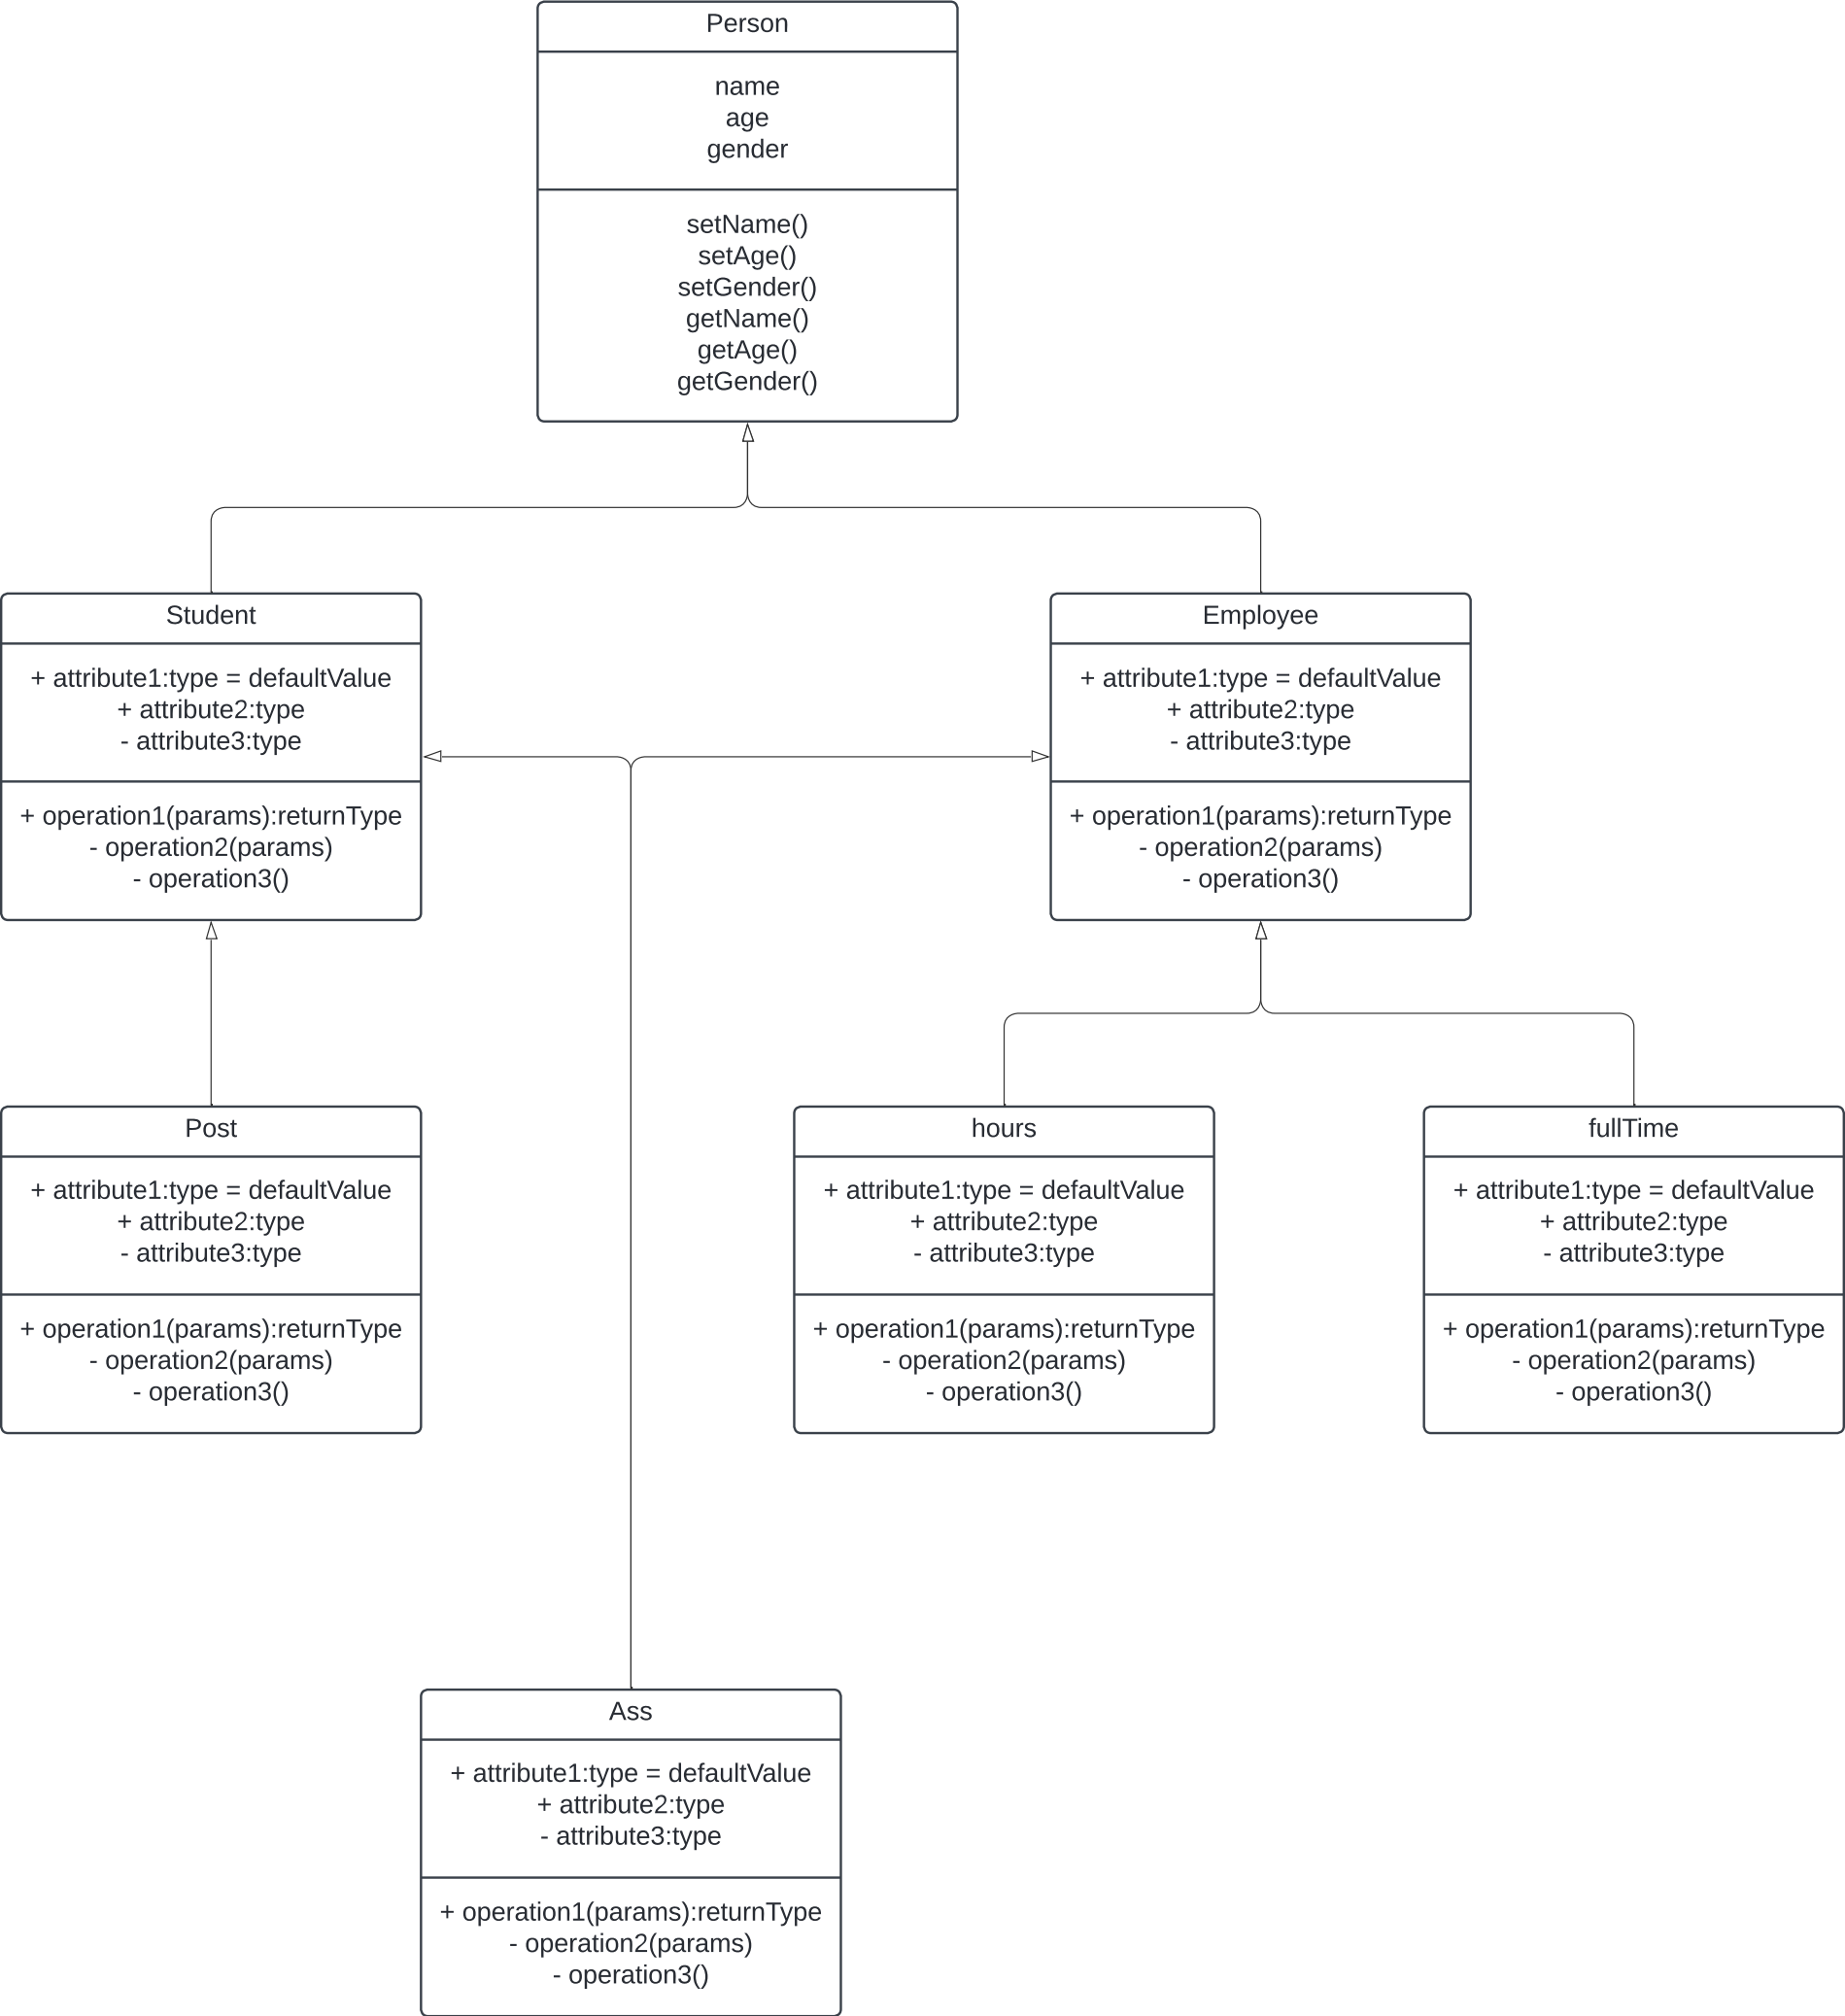 Person
name
age
gender
setName()
setAge()
setGender()
getName()
getAge()
getGender()
Student
+ attribute1:type = defaultValue
+ attribute2:type
- attribute3:type
+ operation1(params):returnType
- operation2(params)
- operation3()
Employee
+ attribute1:type = defaultValue
+ attribute2:type
- attribute3:type
+ operation1(params):returnType
- operation2(params)
- operation3()
Post
+ attribute1:type = defaultValue
+ attribute2:type
- attribute3:type
+ operation1(params):returnType
- operation2(params)
- operation3()
hours
+ attribute1:type = defaultValue
+ attribute2:type
- attribute3:type
+ operation1(params):returnType
- operation2(params)
- operation3()
fullTime
+ attribute1:type = defaultValue
+ attribute2:type
- attribute3:type
+ operation1(params):returnType
- operation2(params)
- operation3()
Ass
+ attribute1:type = defaultValue
+ attribute2:type
- attribute3:type
+ operation1(params):returnType
- operation2(params)
- operation3()